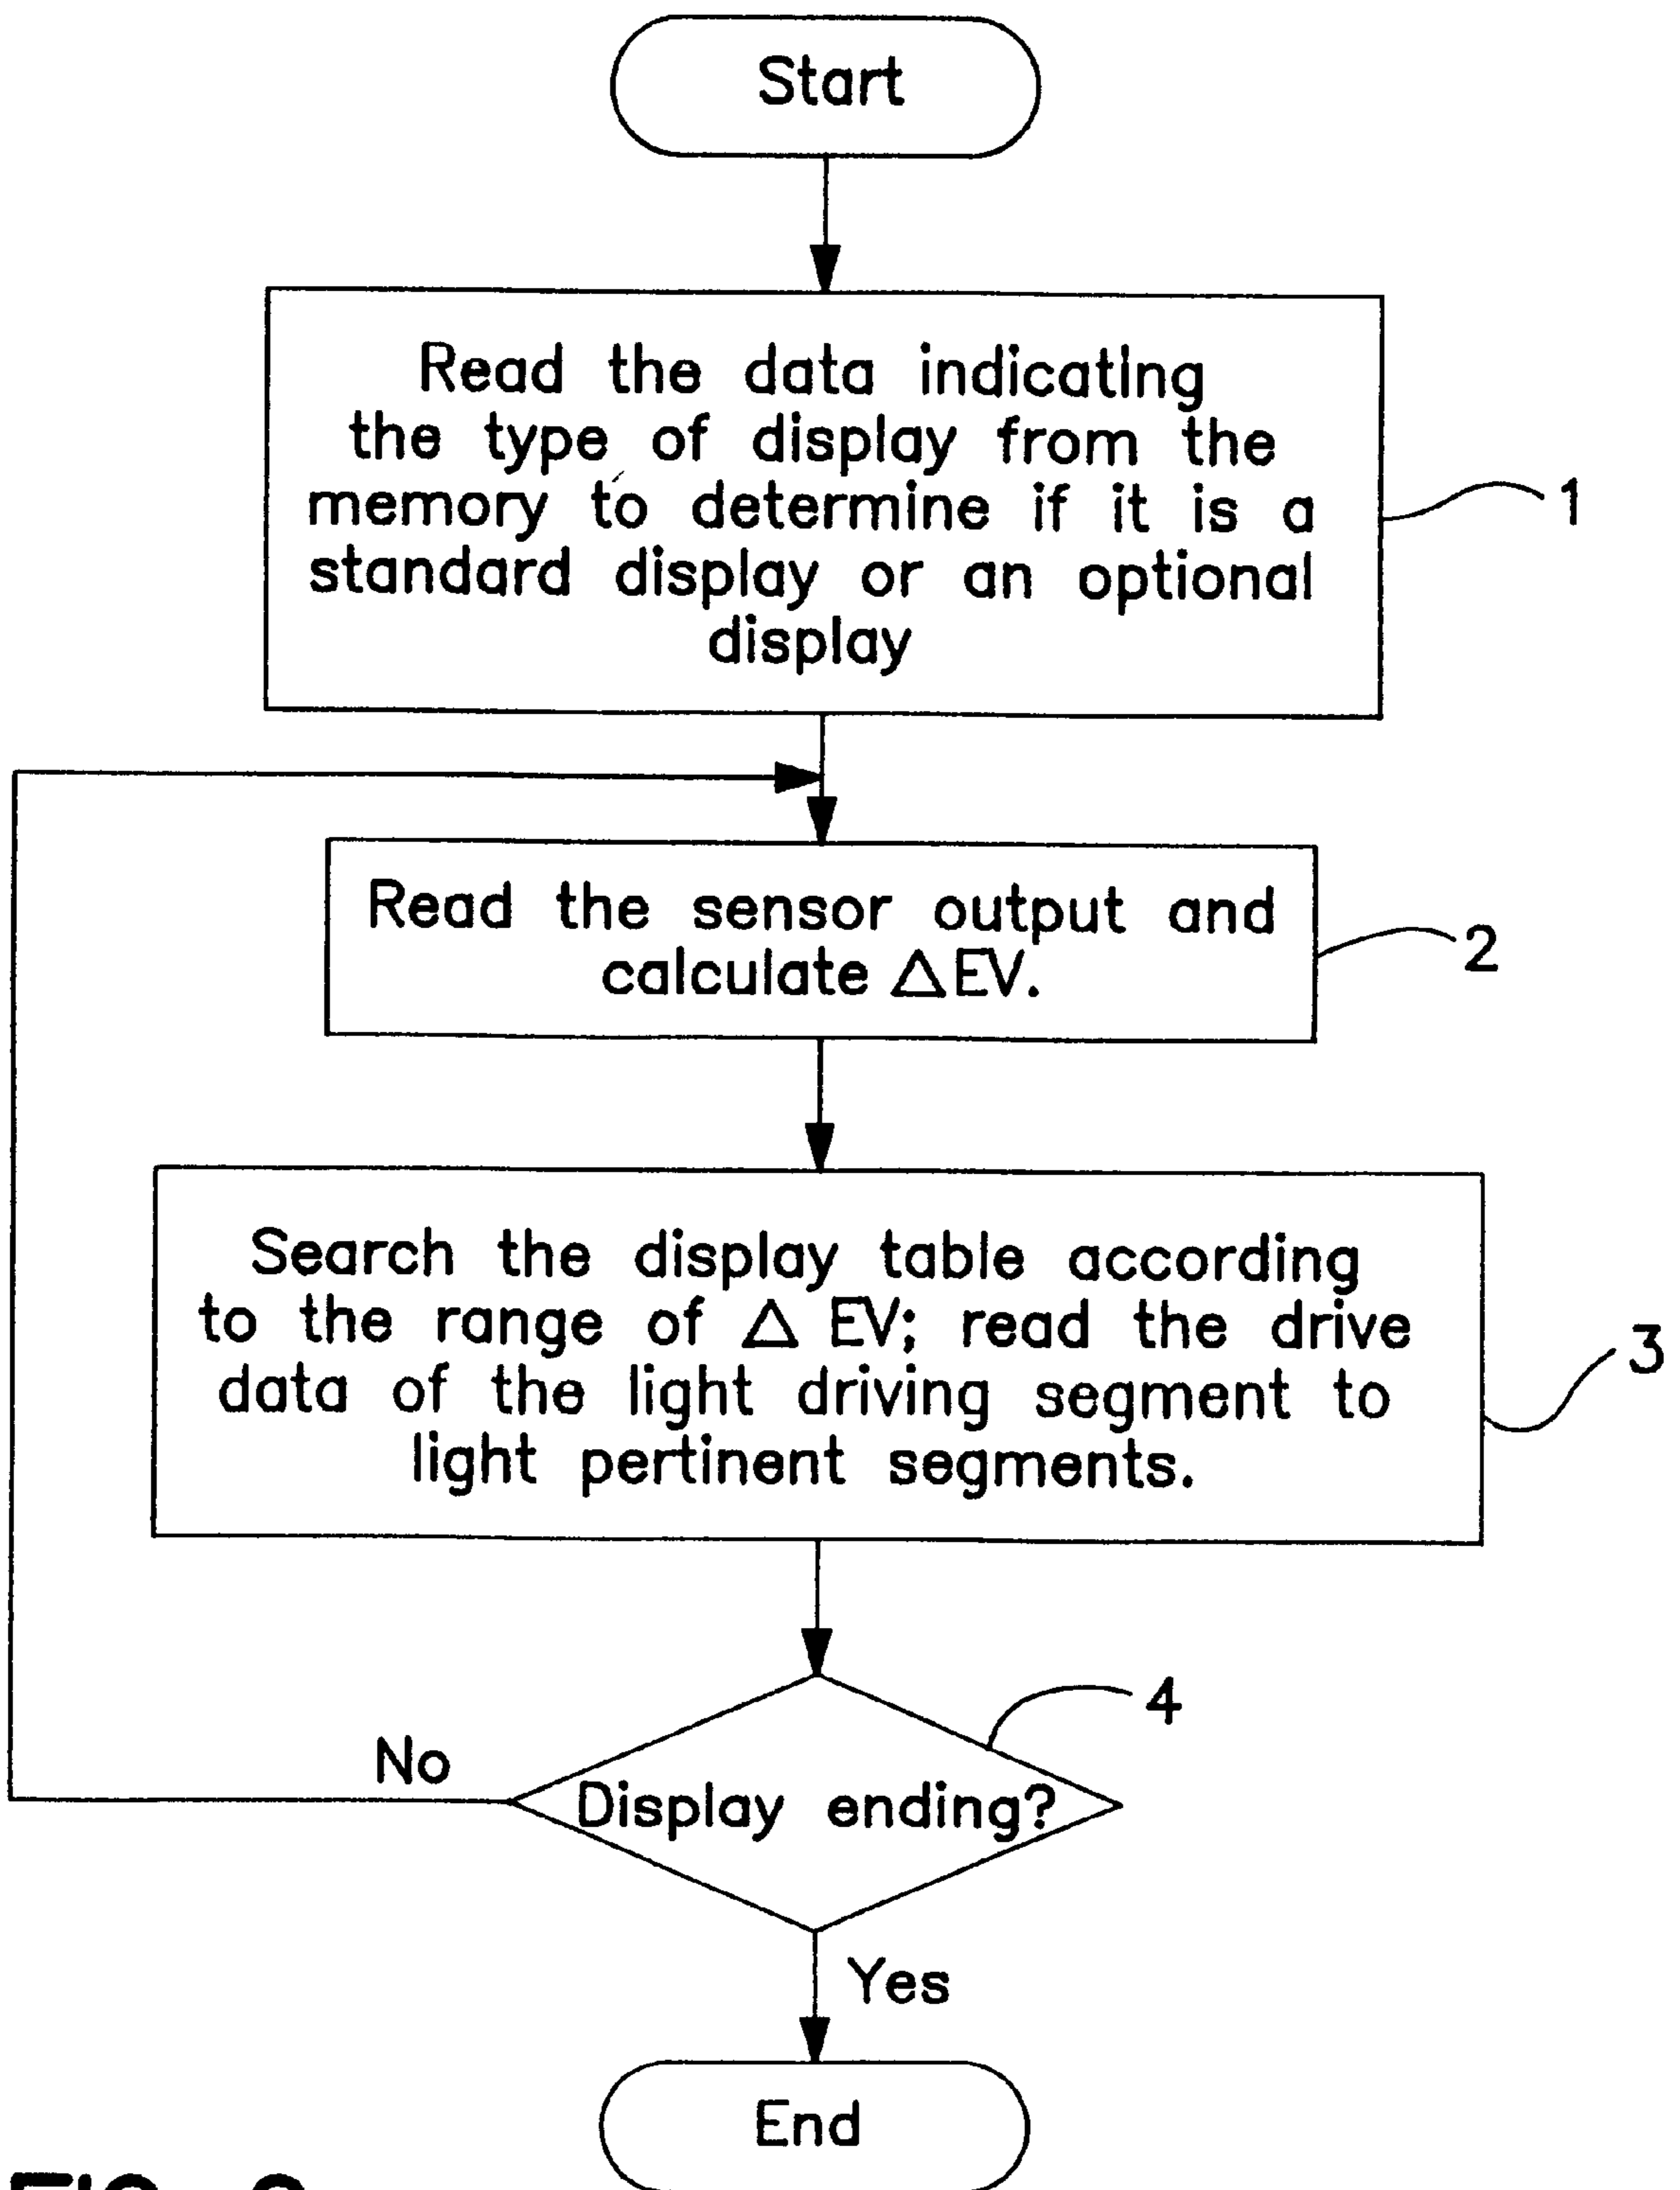 Start
Read the data indicating
the type of display from the
memory to determine if it is a
standard display or an optional
display
1
Read the sensor output and
calculate △EV.
2
Search the display table according
to the range of △ EV; read the drive
data of the light driving segment to
light pertinent segments.
3
4
No
Display ending?
Yes
End